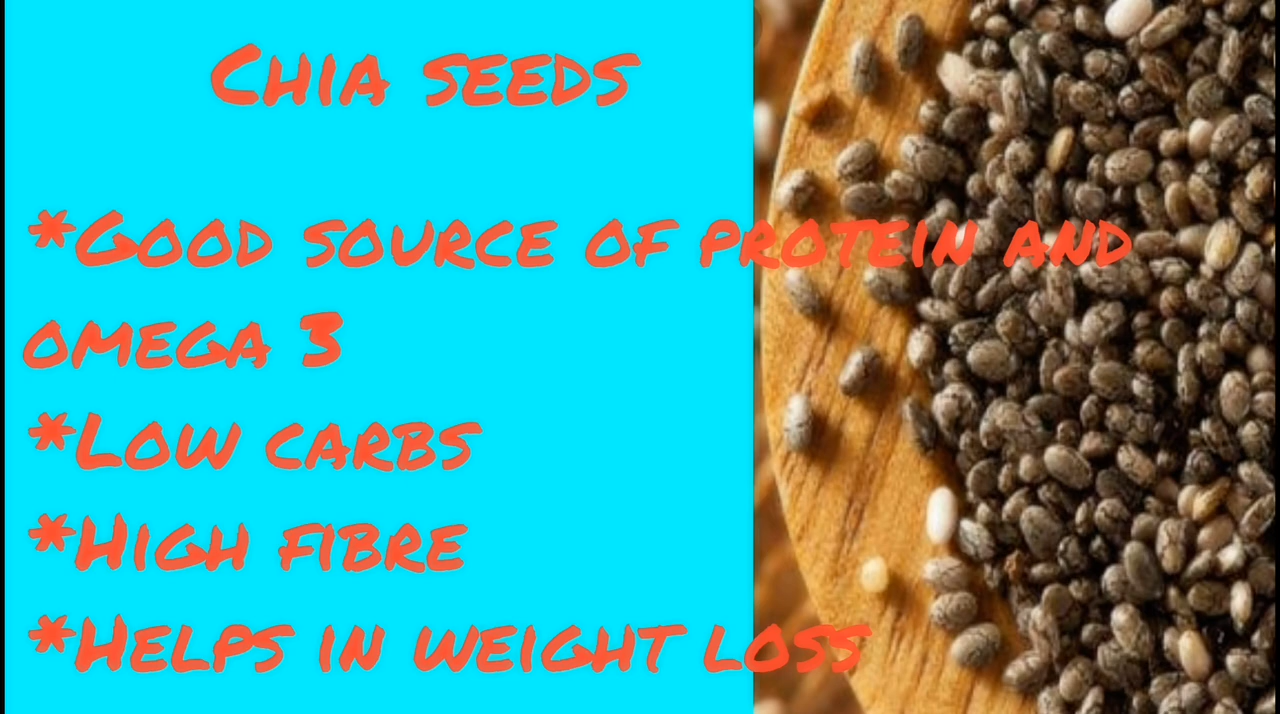 Chia seeds
*Good source of protein and
omega 3
*Low carbs
*High fibre
*Helps in weight loss